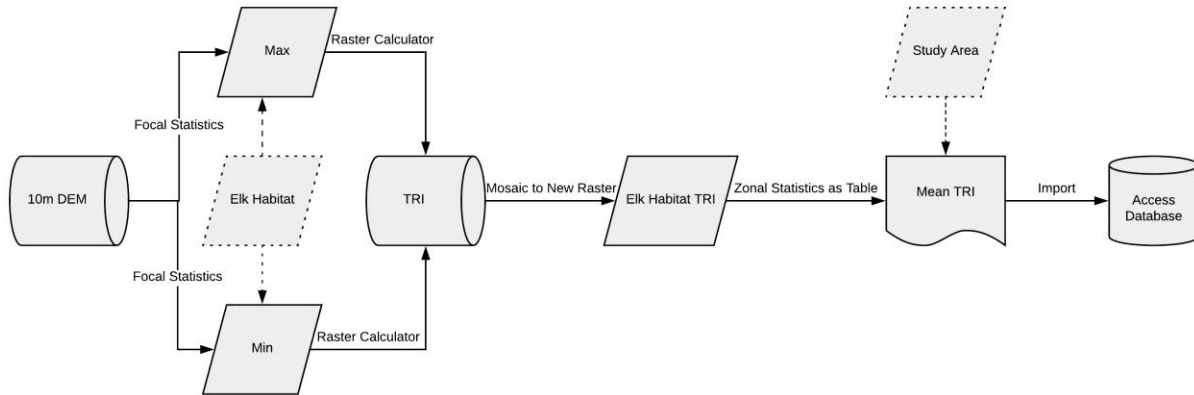 Max
Raster Calculator
Study Area
Focal Statistics
10m DEM
Elk Habitat
TRI
Mosaic to New Raster
Elk Habitat TRI
Zonal Statistics as Table
Mean TRI
Import
Access
Database
Focal Statistics
Min
Raster Calculator